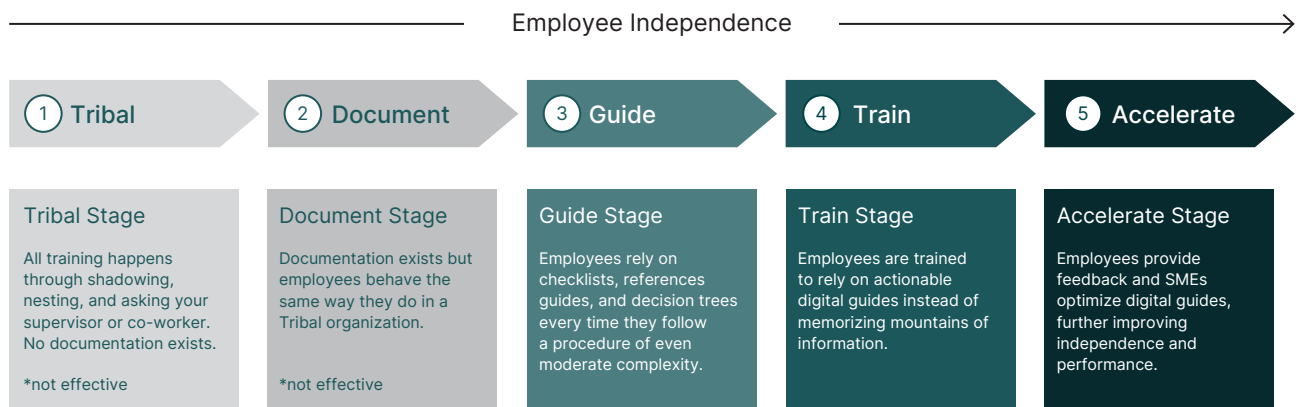 Employee Independence
1 Tribal
2 Document
3 Guide
4 Train
5 Accelerate
Tribal Stage
All training happens
through shadowing,
nesting, and asking your
supervisor or co-worker.
No documentation exists.
*not effective
Document Stage
Documentation exists but
employees behave the
same way they do in a
Tribal organization.
*not effective
Guide Stage
Employees rely on
checklists, references
guides, and decision trees
every time they follow
a procedure of even
moderate complexity.
Train Stage
Employees are trained
to rely on actionable
digital guides instead of
memorizing mountains of
information.
Accelerate Stage
Employees provide
feedback and SMEs
optimize digital guides,
further improving
independence and
performance.